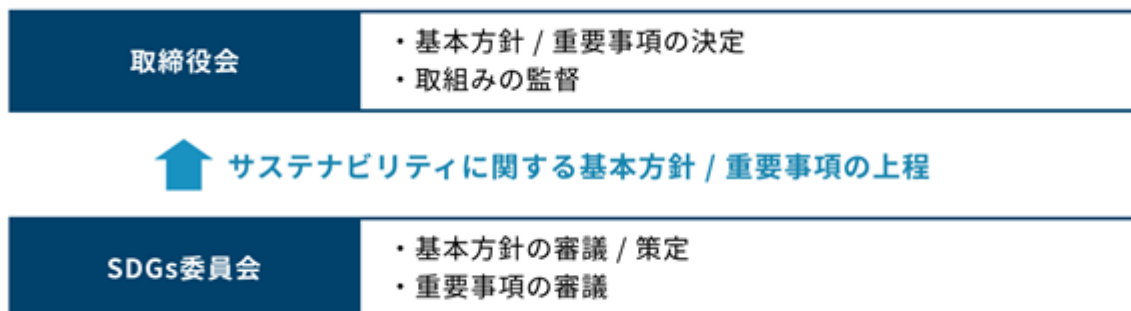 取締役会
・基本方針 / 重要事項の決定
・取組みの監督
サステナビリティに関する基本方針 / 重要事項の上程
SDGs委員会
・基本方針の審議 / 策定
・重要事項の審議